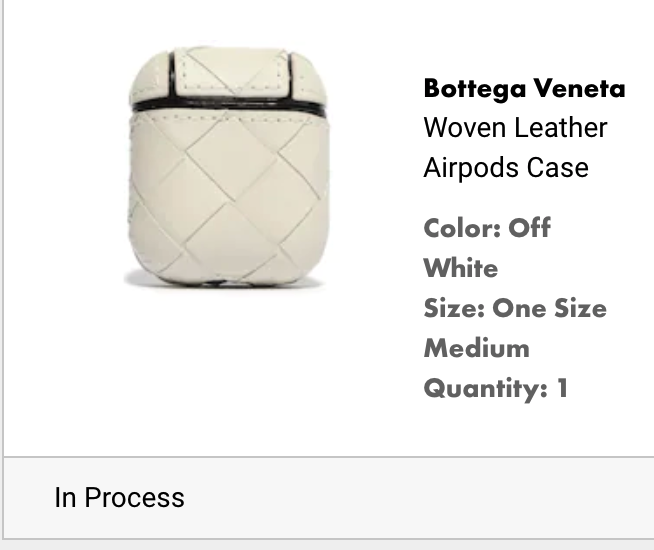 Bottega Veneta
Woven Leather
Airpods Case
Color: Off
White
Size: One Size
Medium
Quantity: 1
In Process